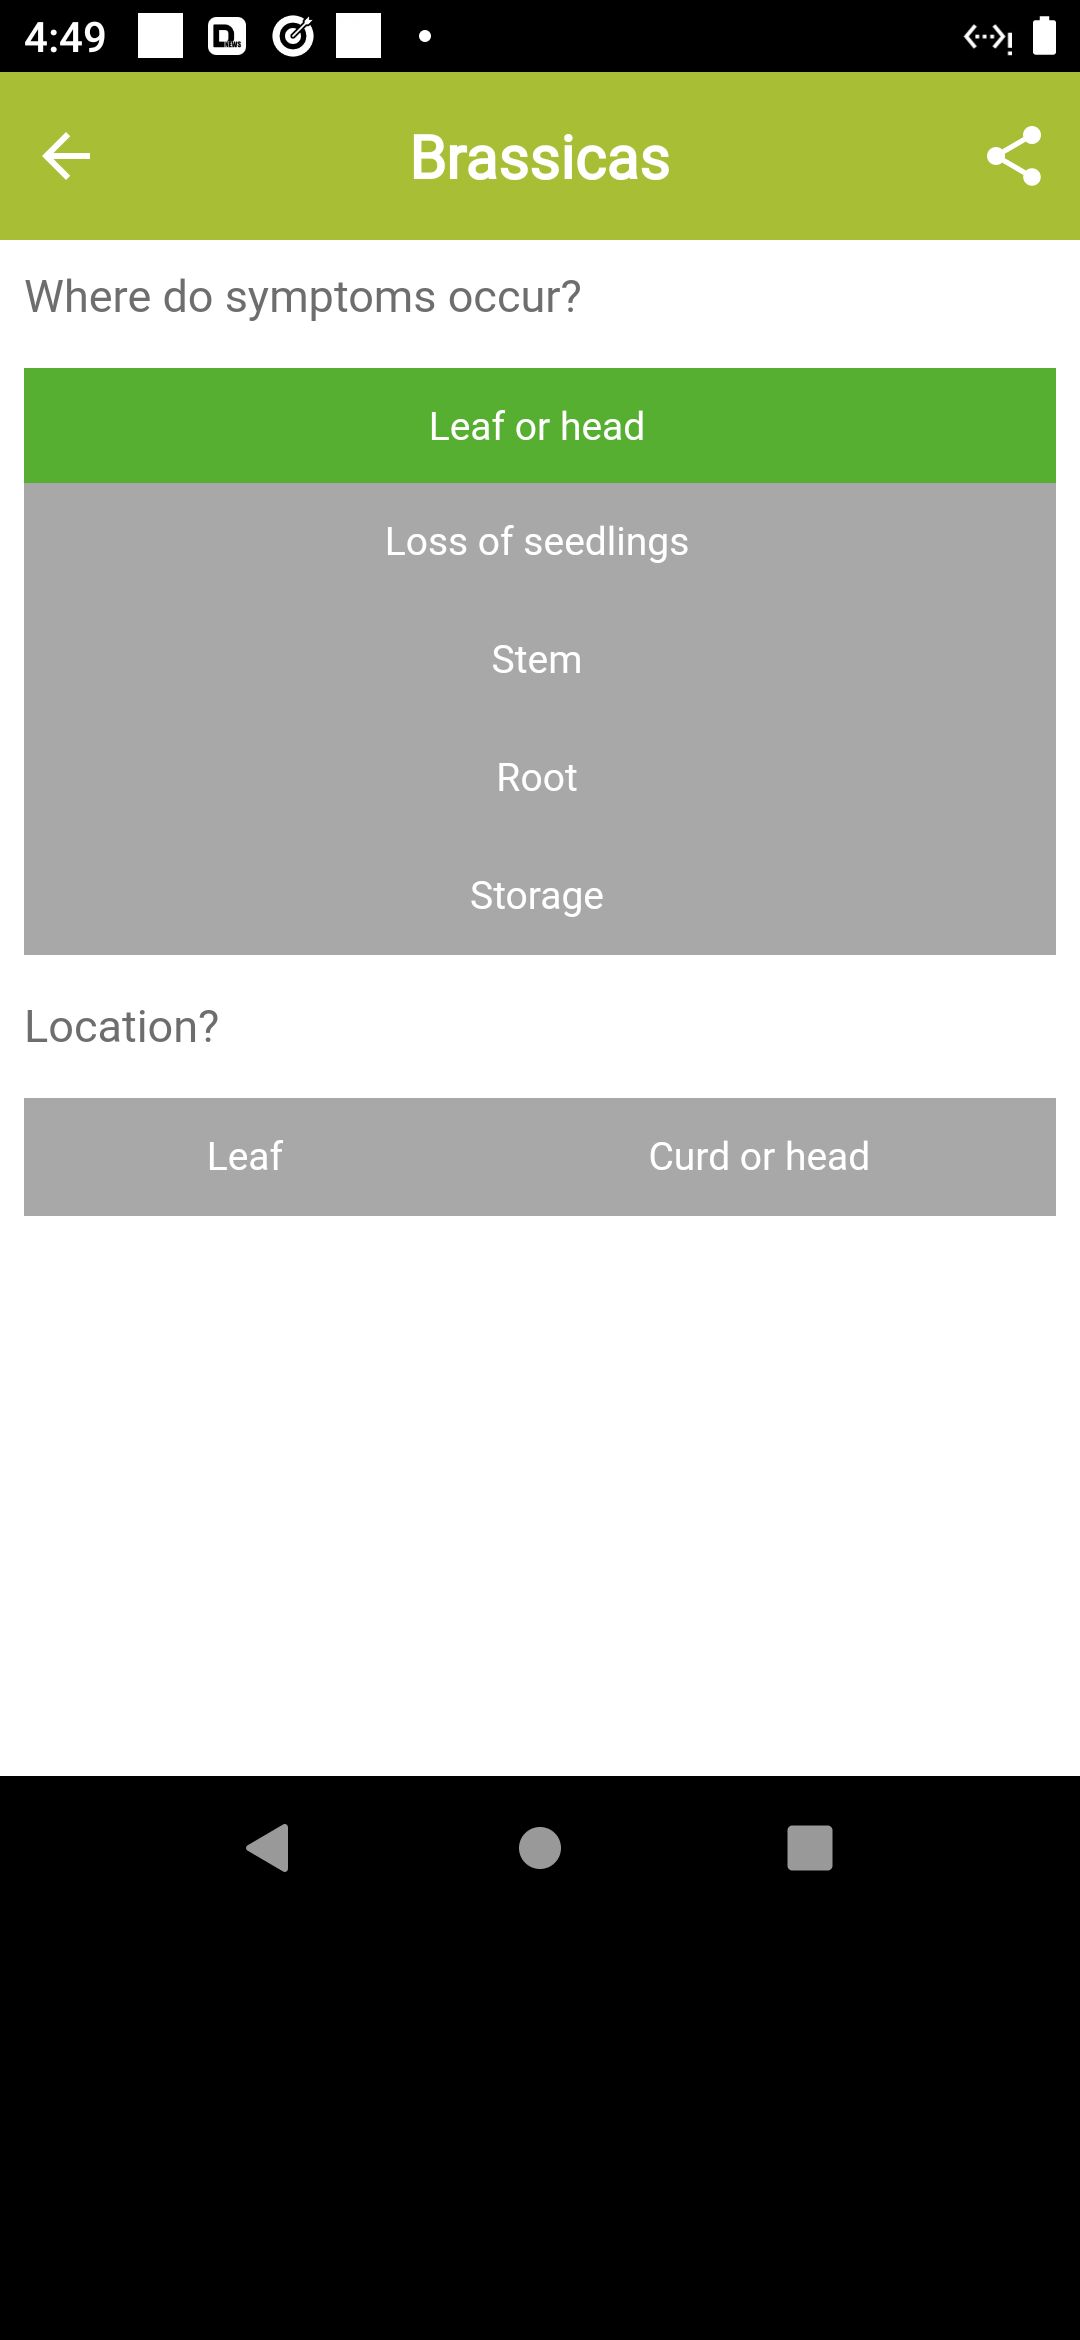 4:49
D NEWS
Brassicas
Where do symptoms occur?
Leaf or head
Loss of seedlings
Stem
Root
Storage
Location?
Leaf Curd or head